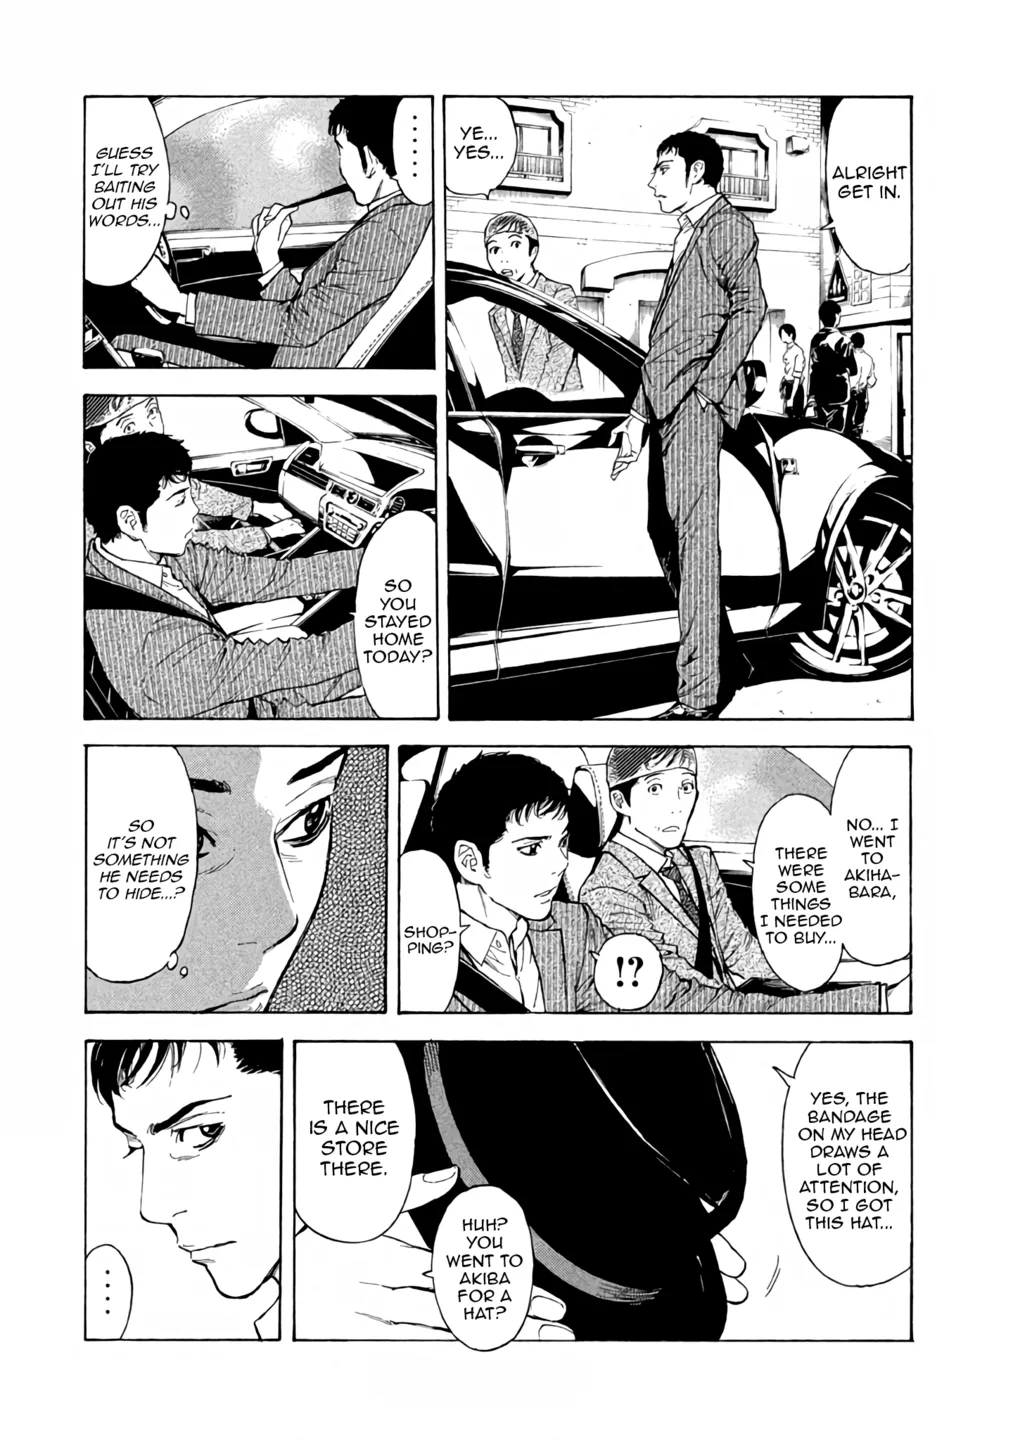 ALRIGHT
GET IN.
YE...
YES...
. . . . .
GUESS
I'LL TRY
BAITING
OUT HIS
WORDS...
SO
YOU
STAYED
HOME
TODAY?
NO... I
WENT
TO
AKIHA-
BARA,
THERE
WERE
SOME
THINGS
I NEEDED
TO BUY...
!?
SHOP-
PING?
SO
IT'S NOT
SOMETHING
HE NEEDS
TO HIDE...?
YES, THE
BANDAGE
ON MY HEAD
DRAWS A
LOT OF
ATTENTION,
SO I GOT
THIS HAT...
HUH?
YOU
WENT TO
AKIBA
FOR A
HAT?
THERE
IS A NICE
STORE
THERE.
. . . .